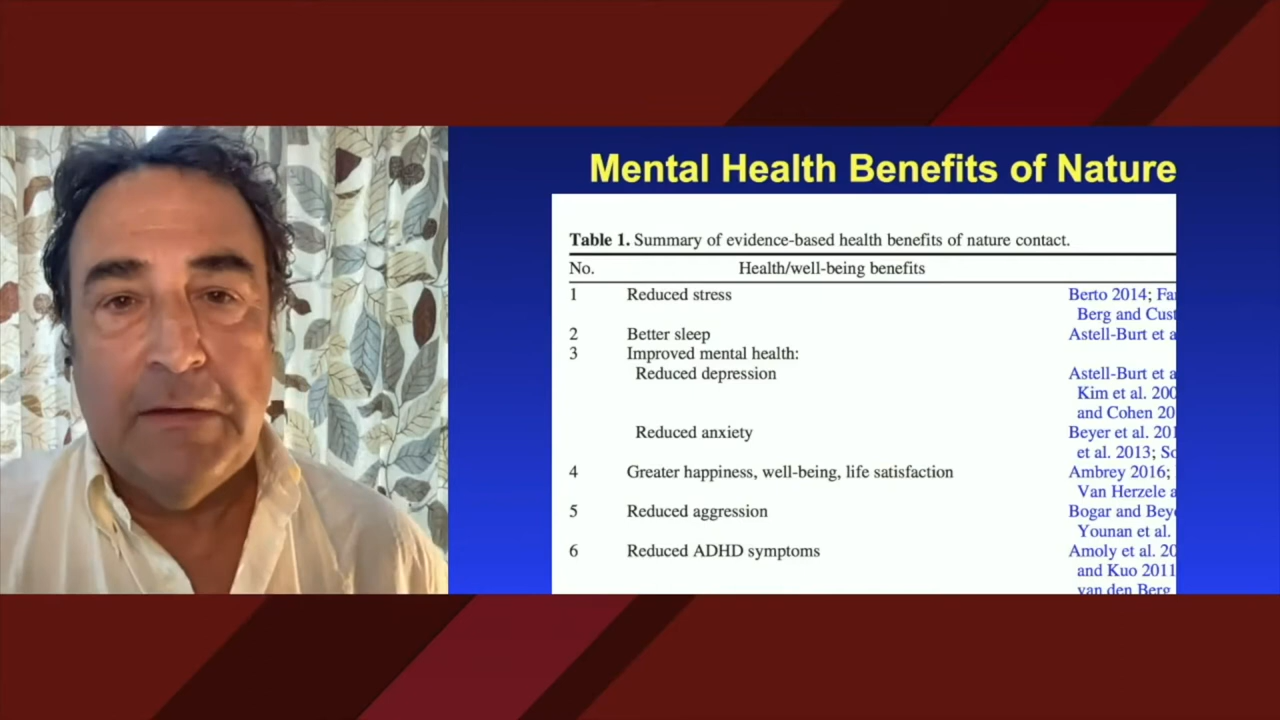 Mental Health Benefits of Nature
Table 1. Summary of evidence-based health benefits of nature contact.
No. Health/well-being benefits
1 Reduced stress Berto 2014;
Berg and
2 Better sleep Astell-Burt et
3 Improved mental health:
Reduced depression Astell-Burt et
Kim et al.
and Cohen
Reduced anxiety Beyer et al.
et al. 2013;
4 Greater happiness, well-being, life satisfaction Ambrey 2016;
Van Herzele
5 Reduced aggression Bogar and
Younan et al.
6 Reduced ADHD symptoms Amoly et al.
and Kuo 2011
van den Berg